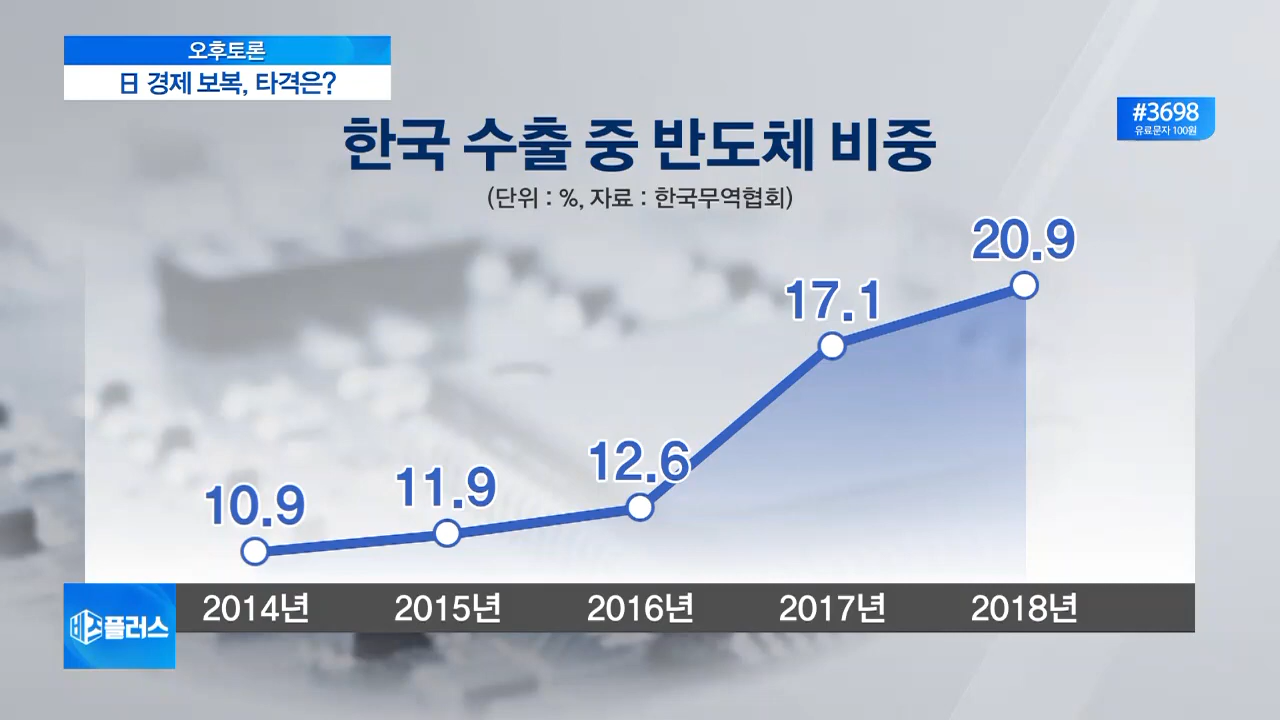 오후토론
日 경제 보복, 타격은?
#3698
유료문자 100원
한국 수출 중 반도체 비중
(단위 : %, 자료 : 한국무역협회)
10.9
11.9
12.6
17.1
20.9
2014년
2015년
2016년
2017년
2018년
비즈플러스